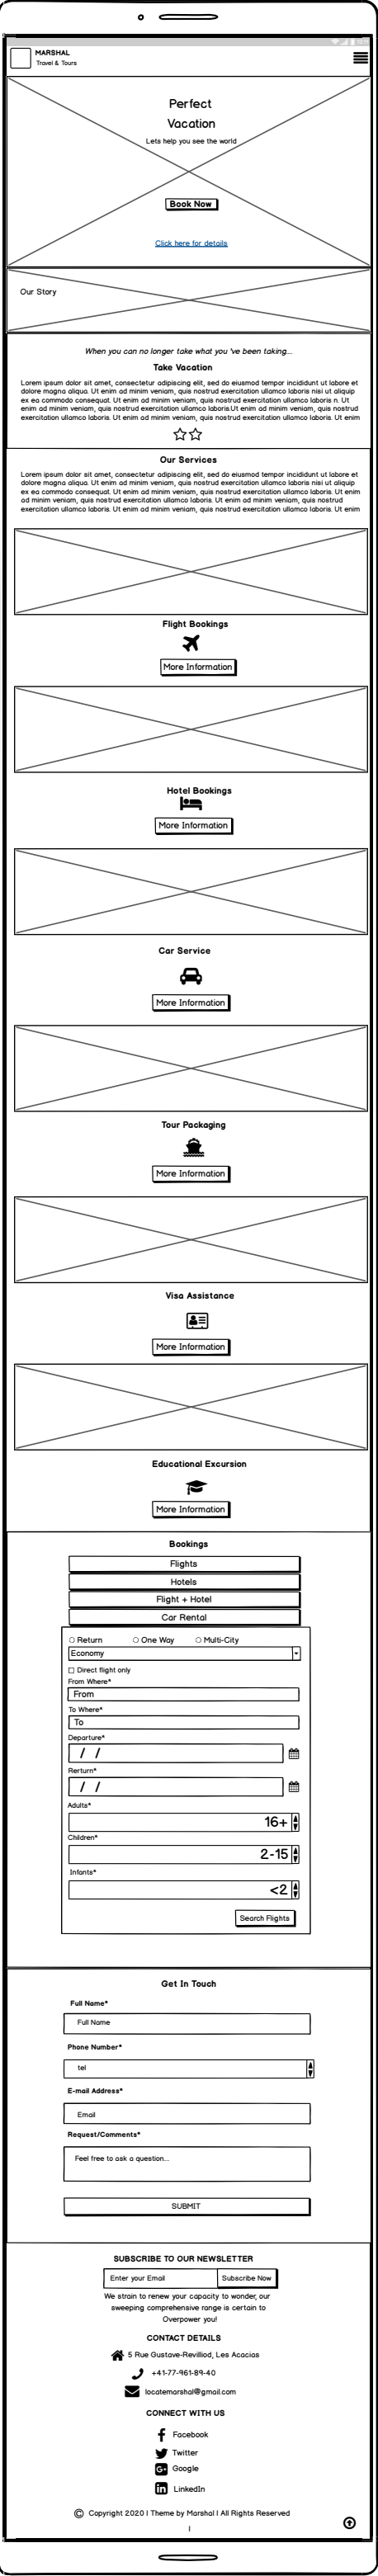 MARSHAL
Travel & Tours
Perfect
Vacation
Lets help you see the world
Book Now
Click here for details
Our Story
When you can no longer take what you 've been taking...
Take Vacation
Lorem ipsum dolor sit amet, consectetur adipiscing elit, sed do eiusmod tempor incididunt ut labore et
dolore magna aliqua. Ut enim ad minim veniam, quis nostrud exercitation ullamco laboris nisi ut aliquip
ex ea commodo consequat. Ut enim ad minim veniam, quis nostrud exercitation ullamco laboris. Ut
enim ad minim veniam, quis nostrud exercitation ullamco laboris.Ut enim ad minim veniam, quis nostrud
exercitation ullamco laboris. Ut enim ad minim veniam, quis nostrud exercitation ullamco laboris. Ut enim
Our Services
Lorem ipsum dolor sit amet, consectetur adipiscing elit, sed do eiusmod tempor incididunt ut labore et
dolore magna aliqua. Ut enim ad minim veniam, quis nostrud exercitation ullamco laboris nisi ut aliquip
ex ea commodo consequat. Ut enim ad minim veniam, quis nostrud exercitation ullamco laboris. Ut enim
ad minim veniam, quis nostrud exercitation ullamco laboris. Ut enim ad minim veniam, quis nostrud
exercitation ullamco laboris. Ut enim ad minim veniam, quis nostrud exercitation ullamco laboris. Ut enim
Flight Bookings
More Information
Hotel Bookings
More Information
Car Service
More Information
Tour Packaging
More Information
Visa Assistance
More Information
Educational Excursion
More Information
Bookings
Flights
Hotels
Flight + Hotel
Car Rental
Return One Way Multi-City
Economy
Direct flight only
From Where*
From
To Where*
To
Departure*
/ /
Rerturn*
/ /
Adults*
16+
Children*
2-15
Infants*
<2
Search Flights
Get In Touch
Full Name*
Full Name
Phone Number*
tel
E-mail Address*
Email
Request/Comments*
Feel free to ask a question...
SUBMIT
SUBSCRIBE TO OUR NEWSLETTER
Enter your Email Subscribe Now
We strain to renew your capacity to wonder, our
sweeping comprehensive range is certain to
Overpower you!
CONTACT DETAILS
5 Rue Gustave-Revilliod, Les Acacias
+41-77-961-89-40
locatemarshal@gmail.com
CONNECT WITH US
Facebook
Twitter
Google
LinkedIn
© Copyright 2020 | Theme by Marshal | All Rights Reserved
|